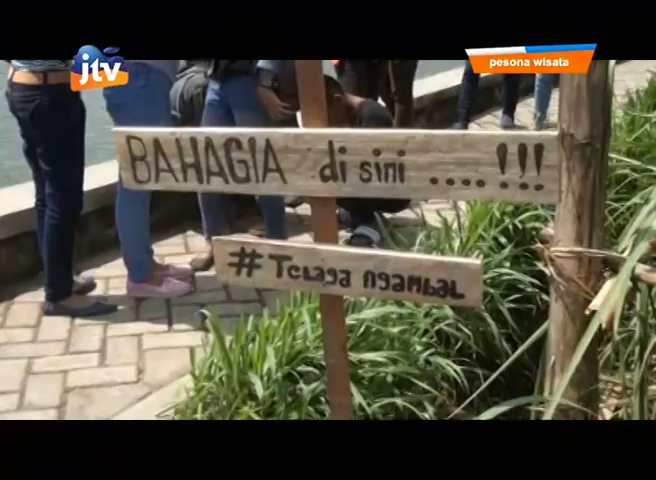 jtv
pesona wisata
BAHAGIA di sini .....!!!
# Telaga ngambal